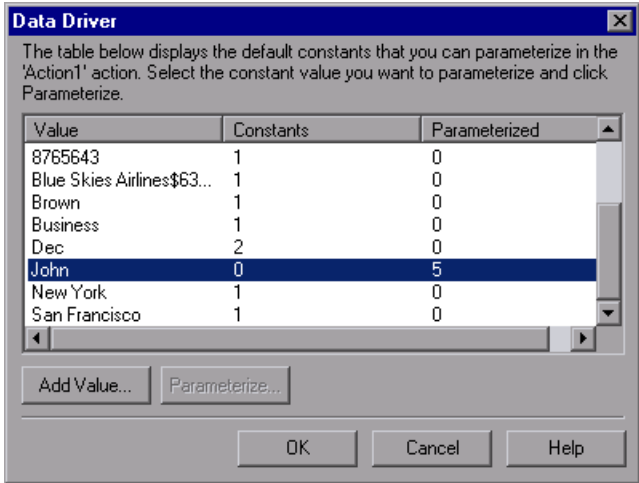 Data Driver
The table below displays the default constants that you can parameterize in the
'Action1' action. Select the constant value you want to parameterize and click
Parameterize.
Value Constants Parameterized
8765643 1 0
Blue Skies Airlines$63... 1 0
Brown 1 0
Business 1 0
Dec 2 0
John 0 5
New York 1 0
San Francisco 1 0
Add Value... Parameterize...
OK Cancel Help